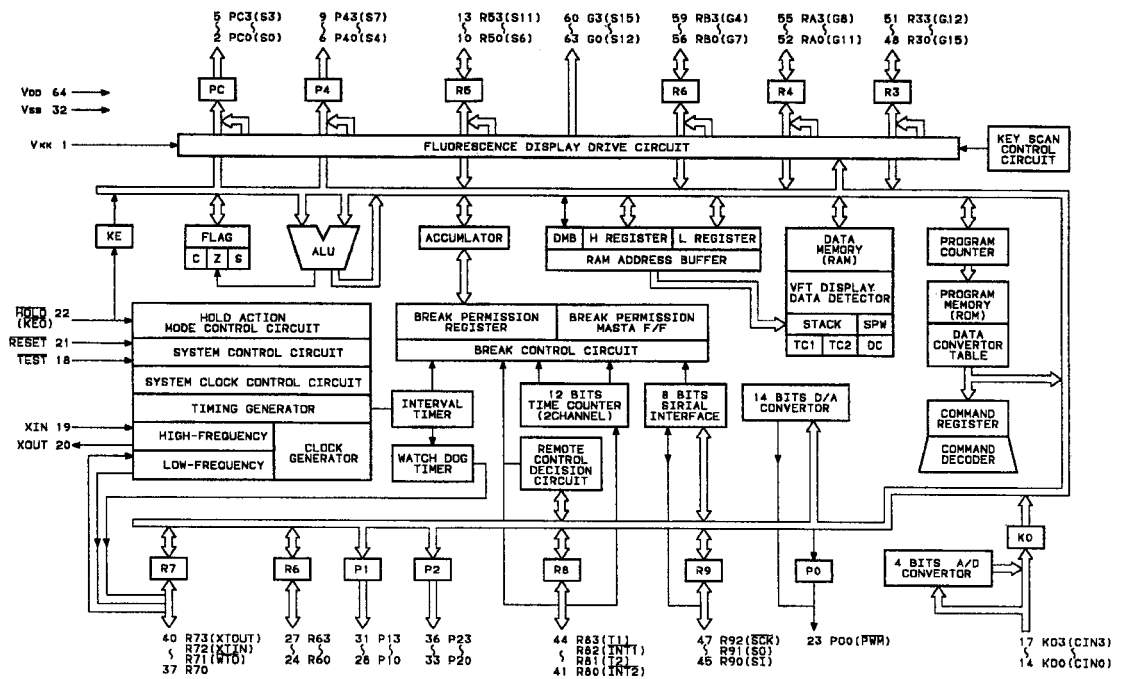 5 PC3(S3)
2 PC0(S0)
9 P43(S7)
6 P40(S4)
13 R53(S11)
10 R50(S6)
60 G3(S15)
63 G0(S12)
59 RB3(G4)
56 RB0(G7)
55 RA3(G8)
52 RA0(G11)
51 R33(G12)
48 R30(G15)
PC
P4
R5
R6
R4
R3
VDD 64
VSS 32
VKK 1
FLUORESCENCE DISPLAY DRIVE CIRCUIT
KEY SCAN
CONTROL
CIRCUIT
KE
FLAG
C Z S
ALU
ACCUMLATOR
DMB H REGISTER L REGISTER
RAM ADDRESS BUFFER
DATA
MEMORY
(RAM)
VFT DISPLAY
DATA DETECTOR
STACK SPW
TC1 TC2 DC
PROGRAM
COUNTER
PROGRAM
MEMORY
(ROM)
DATA
CONVERTOR
TABLE
COMMAND
REGISTER
COMMAND
DECODER
HOLD 22
(KE0)
RESET 21
TEST 18
XIN 19
XOUT 20
HOLD ACTION
MODE CONTROL CIRCUIT
SYSTEM CONTROL CIRCUIT
SYSTEM CLOCK CONTROL CIRCUIT
TIMING GENERATOR
HIGH-FREQUENCY
LOW-FREQUENCY
CLOCK
GENERATOR
BREAK PERMISSION
REGISTER
BREAK PERMISSION
MASTA F/F
BREAK CONTROL CIRCUIT
INTERVAL
TIMER
WATCH DOG
TIMER
12 BITS
TIME COUNTER
(2CHANNEL)
REMOTE
CONTROL
DECISION
CIRCUIT
8 BITS
SIRIAL
INTERFACE
14 BITS D/A
CONVERTOR
K0
4 BITS A/D
CONVERTOR
R7
R6
P1
P2
R8
R9
P0
40 R73(XTOUT)
R72(XTIN)
R71(WTO)
37 R70
27 R63
24 R60
31 P13
28 P10
36 P23
33 P20
44 R83(T1)
R82(INT1)
R81(T2)
41 R80(INT2)
47 R92(SCK)
R91(SO)
45 R90(SI)
23 P00(PWM)
17 K03(CIN3)
14 K00(CIN0)